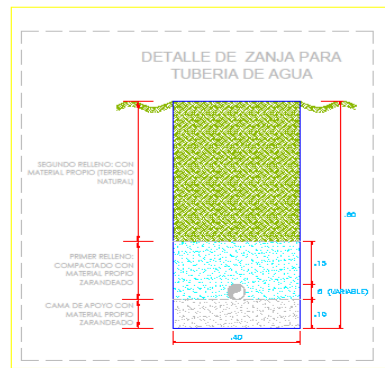 DETALLE DE ZANJA PARA
TUBERIA DE AGUA
SEGUNDO RELLENO: CON
MATERIAL PROPIO (TERRENO
NATURAL)
.60
PRIMER RELLENO:
COMPACTADO CON
MATERIAL PROPIO
ZARANDEADO
.15
(VARIABLE)
CAMA DE APOYO CON
MATERIAL PROPIO
ZARANDEADO
.10
.40